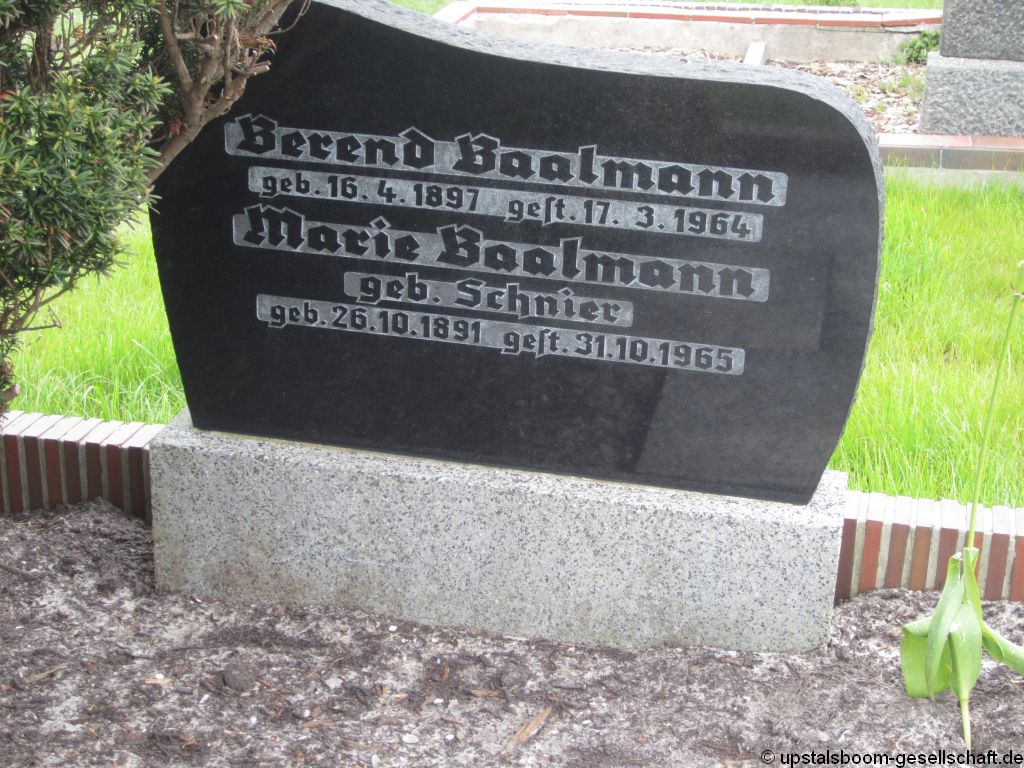 Berend Baalmann
geb. 16. 4. 1897 gest. 17. 3. 1964
Marie Baalmann
geb. Schnier
geb. 26.10.1891 gest. 31.10.1965
© upstalsboom-gesellschaft.de